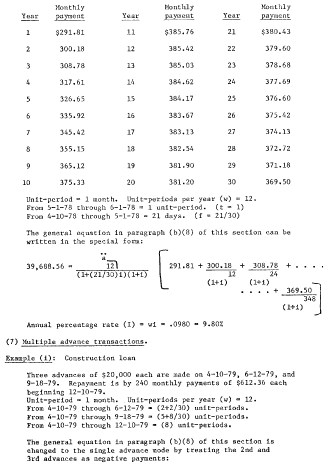 Monthly Monthly Monthly
Year payment Year payment Year payment
1 $291.81 11 $385.76 21 $380.43
2 300.18 12 385.42 22 379.60
3 308.78 13 385.03 23 378.68
4 317.61 14 384.62 24 377.69
5 326.65 15 384.17 25 376.60
6 335.92 16 383.67 26 375.42
7 345.42 17 383.13 27 374.13
8 355.15 18 382.54 28 372.72
9 365.12 19 381.90 29 371.18
10 375.33 20 381.20 30 369.50
Unit-period = 1 month. Unit-periods per year (w) = 12.
From 5-1-78 through 6-1-78 = 1 unit-period. (t = 1)
From 4-10-78 through 5-1-78 = 21 days. (f = 21/30)
The general equation in paragraph (b)(8) of this section can be
written in the special form:
39,688.56 = ä 12⌉ / (1+(21/30)i)(1+i) [ 291.81 + 300.18 / (1+i)^12 + 308.78 / (1+i)^24 + . . . .
. . . . + 369.50 / (1+i)^348 ]
Annual percentage rate (I) = wi = .0980 = 9.80%
(7) Multiple advance transactions.
Example (i): Construction loan
Three advances of $20,000 each are made on 4-10-79, 6-12-79, and
9-18-79. Repayment is by 240 monthly payments of $612.36 each
beginning 12-10-79.
Unit-period = 1 month. Unit-periods per year (w) = 12.
From 4-10-79 through 6-12-79 = (2+2/30) unit-periods.
From 4-10-79 through 9-18-79 = (5+8/30) unit-periods.
From 4-10-79 through 12-10-79 = (8) unit-periods.
The general equation in paragraph (b)(8) of this section is
changed to the single advance mode by treating the 2nd and
3rd advances as negative payments: